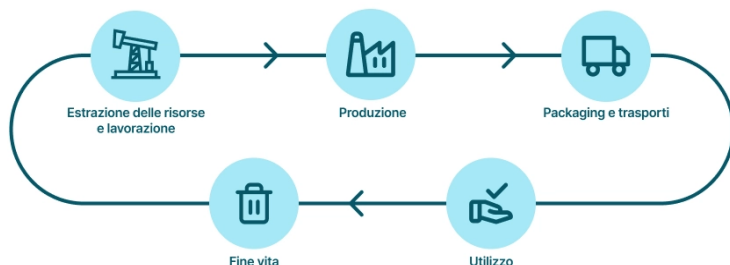 Estrazione delle risorse
e lavorazione
Produzione
Packaging e trasporti
Fine vita
Utilizzo